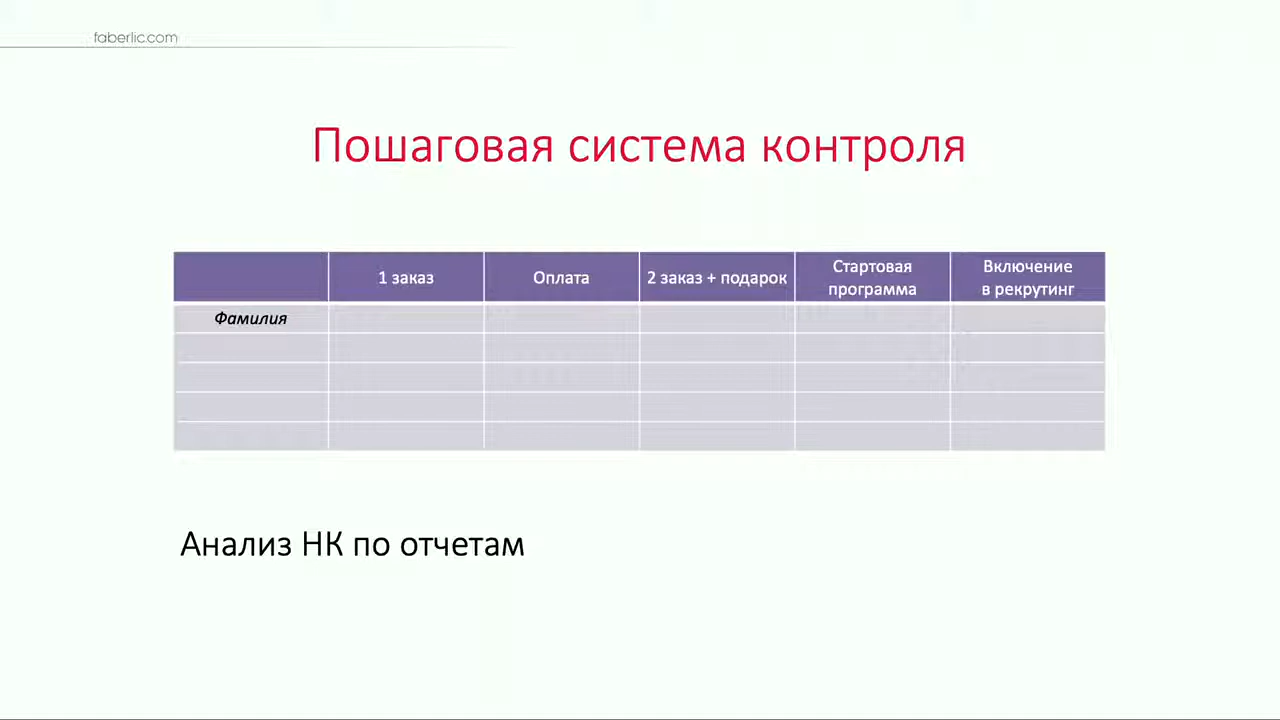 faberlic.com
Пошаговая система контроля
1 заказ
Оплата
2 заказ + подарок
Стартовая
программа
Включение
в рекрутинг
Фамилия
Анализ НК по отчетам